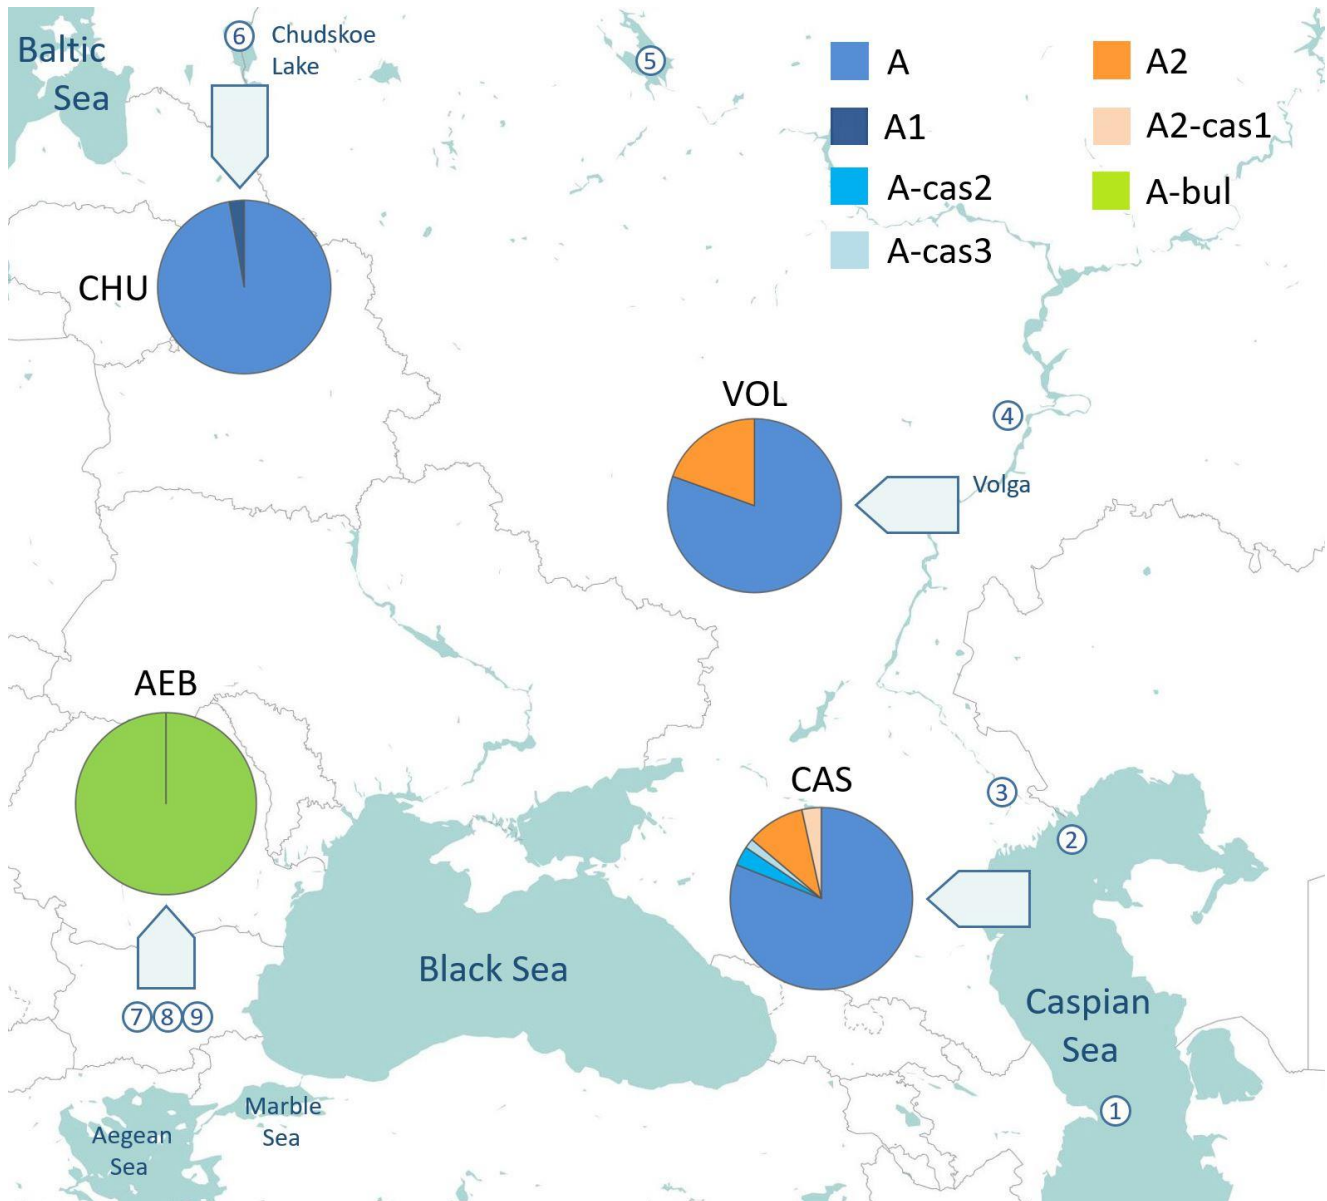 Baltic
Sea
6
Chudskoe
Lake
5
A
A1
A-cas2
A-cas3
A2
A2-cas1
A-bul
CHU
VOL
4
Volga
AEB
CAS
3
2
7
8
9
Black Sea
Caspian
Sea
1
Marble
Sea
Aegean
Sea